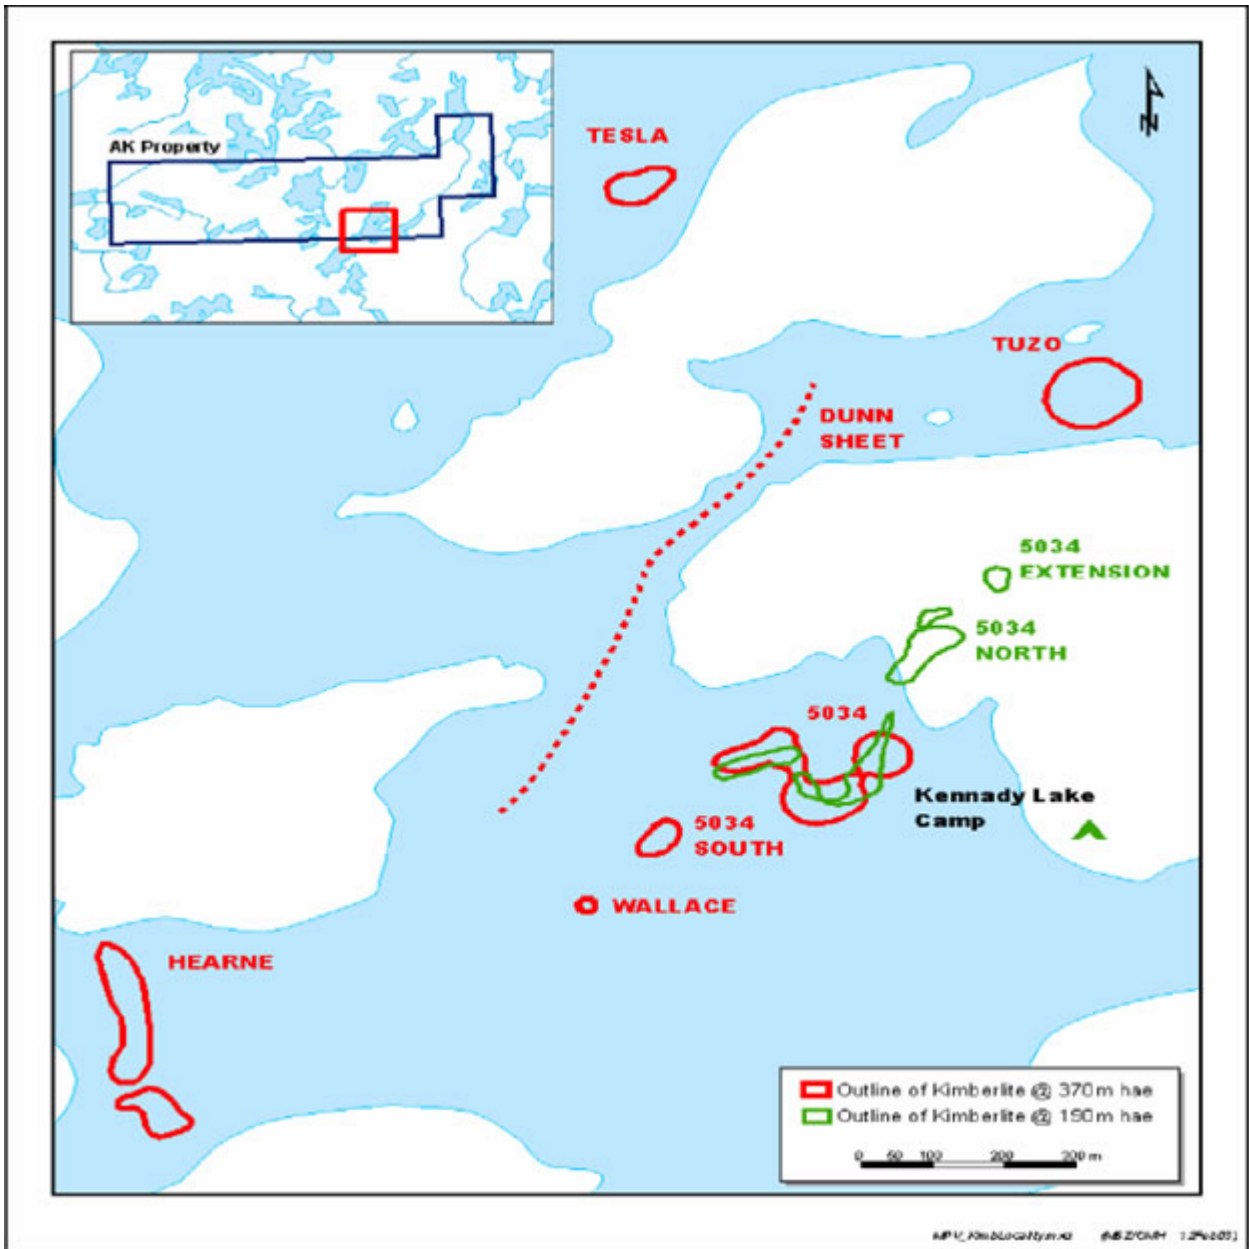 AK Property
TESLA
TUZO
DUNN
SHEET
5034
EXTENSION
5034
NORTH
5034
Kennady Lake
Camp
5034
SOUTH
WALLACE
HEARNE
Outline of Kimberlite @ 370m hae
Outline of Kimberlite @ 190m hae
0 50 100 200 300 m